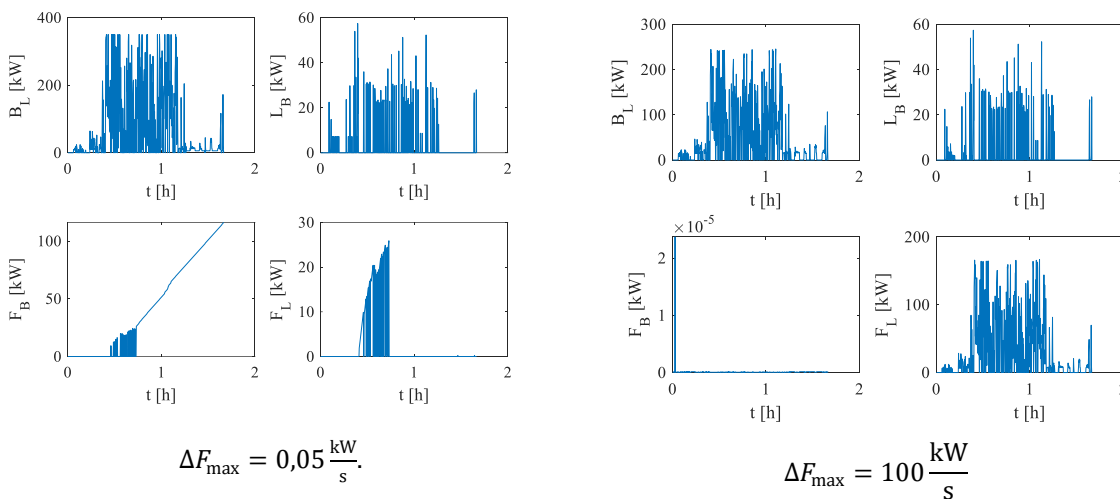 400
200
0
B_L [kW]
0 1 2
t [h]
60
40
20
0
L_B [kW]
0 1 2
t [h]
100
50
0
F_B [kW]
0 1 2
t [h]
30
20
10
0
F_L [kW]
0 1 2
t [h]
ΔF_max = 0,05 kW/s.
300
200
100
0
B_L [kW]
0 1 2
t [h]
60
40
20
0
L_B [kW]
0 1 2
t [h]
×10^-5
2
1
0
F_B [kW]
0 1 2
t [h]
200
100
0
F_L [kW]
0 1 2
t [h]
ΔF_max = 100 kW/s